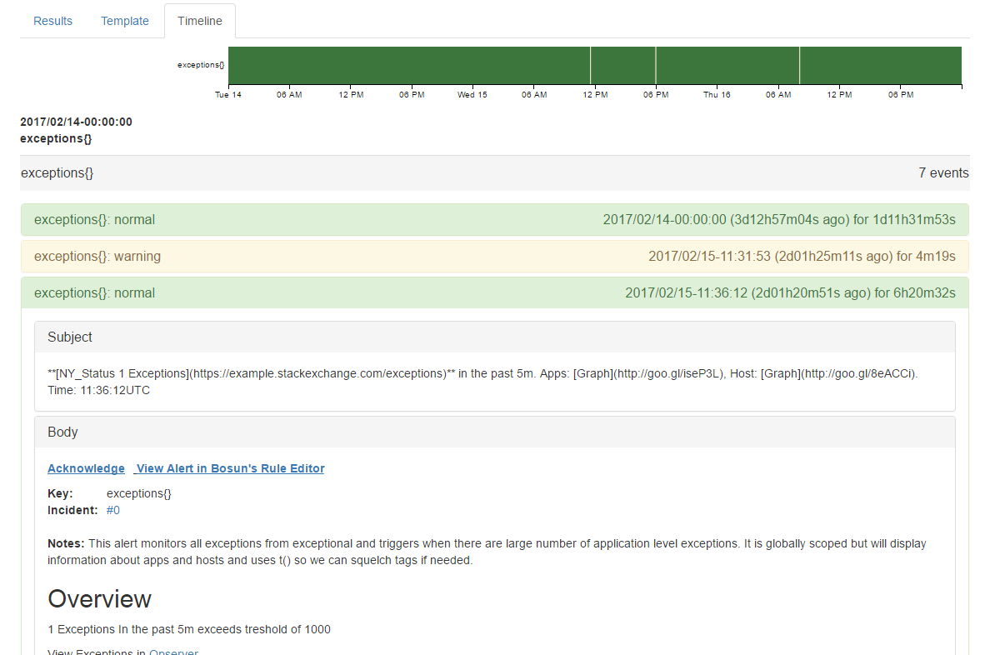 Results Template Timeline
exceptions{}
Tue 14 06 AM 12 PM 06 PM Wed 15 06 AM 12 PM 06 PM Thu 16 06 AM 12 PM 06 PM
2017/02/14-00:00:00
exceptions{}
exceptions{} 7 events
exceptions{}: normal 2017/02/14-00:00:00 (3d12h57m04s ago) for 1d11h31m53s
exceptions{}: warning 2017/02/15-11:31:53 (2d01h25m11s ago) for 4m19s
exceptions{}: normal 2017/02/15-11:36:12 (2d01h20m51s ago) for 6h20m32s
Subject
**[NY_Status 1 Exceptions](https://example.stackexchange.com/exceptions)** in the past 5m. Apps: [Graph](http://goo.gl/iseP3L), Host: [Graph](http://goo.gl/8eACCi).
Time: 11:36:12UTC
Body
Acknowledge View Alert in Bosun's Rule Editor
Key: exceptions{}
Incident: #0
Notes: This alert monitors all exceptions from exceptional and triggers when there are large number of application level exceptions. It is globally scoped but will display
information about apps and hosts and uses t() so we can squelch tags if needed.
Overview
1 Exceptions In the past 5m exceeds treshold of 1000
View Exceptions in Opserver